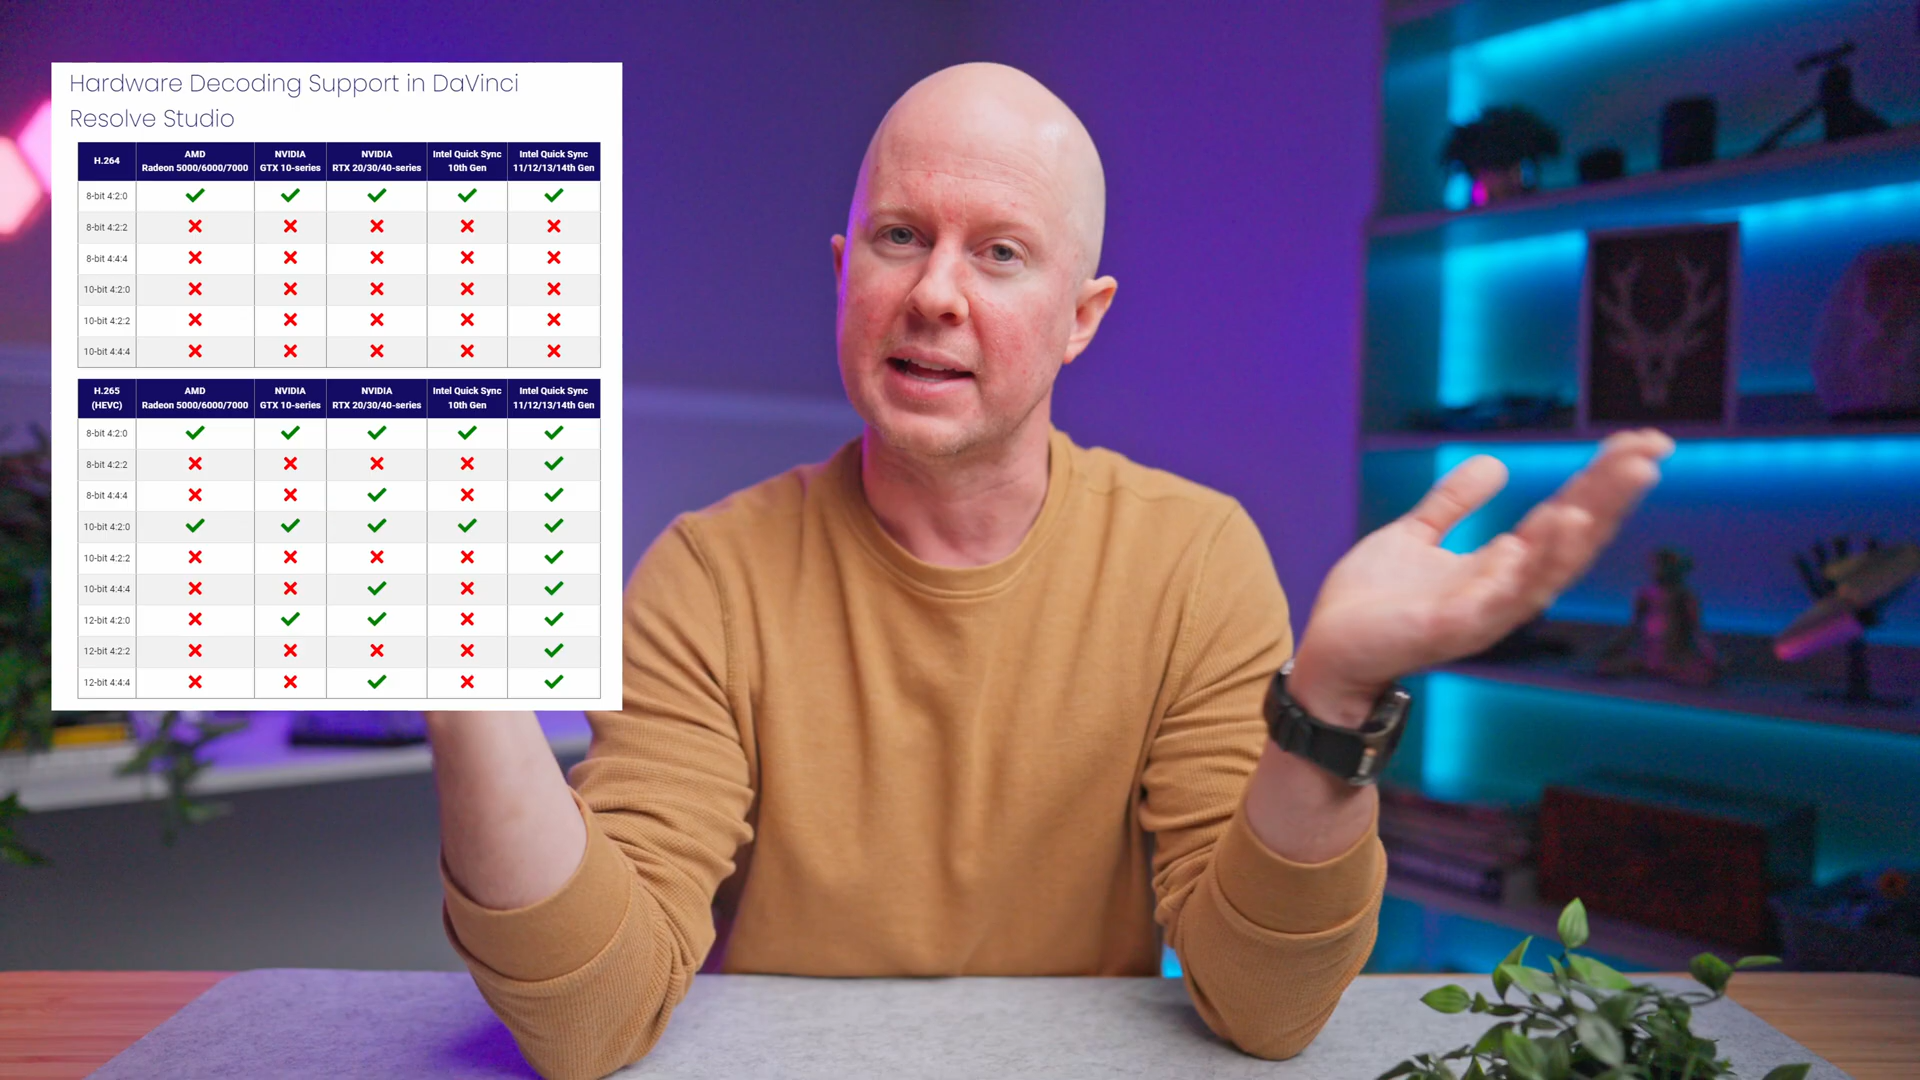 Hardware Decoding Support in DaVinci
Resolve Studio
H.264 AMD Radeon 5000/6000/7000 NVIDIA GTX 10-series NVIDIA RTX 20/30/40-series Intel Quick Sync 10th Gen Intel Quick Sync 11/12/13/14th Gen
8-bit 4:2:0
8-bit 4:2:2
8-bit 4:4:4
10-bit 4:2:0
10-bit 4:2:2
10-bit 4:4:4
H.265 (HEVC) AMD Radeon 5000/6000/7000 NVIDIA GTX 10-series NVIDIA RTX 20/30/40-series Intel Quick Sync 10th Gen Intel Quick Sync 11/12/13/14th Gen
8-bit 4:2:0
8-bit 4:2:2
8-bit 4:4:4
10-bit 4:2:0
10-bit 4:2:2
10-bit 4:4:4
12-bit 4:2:0
12-bit 4:2:2
12-bit 4:4:4